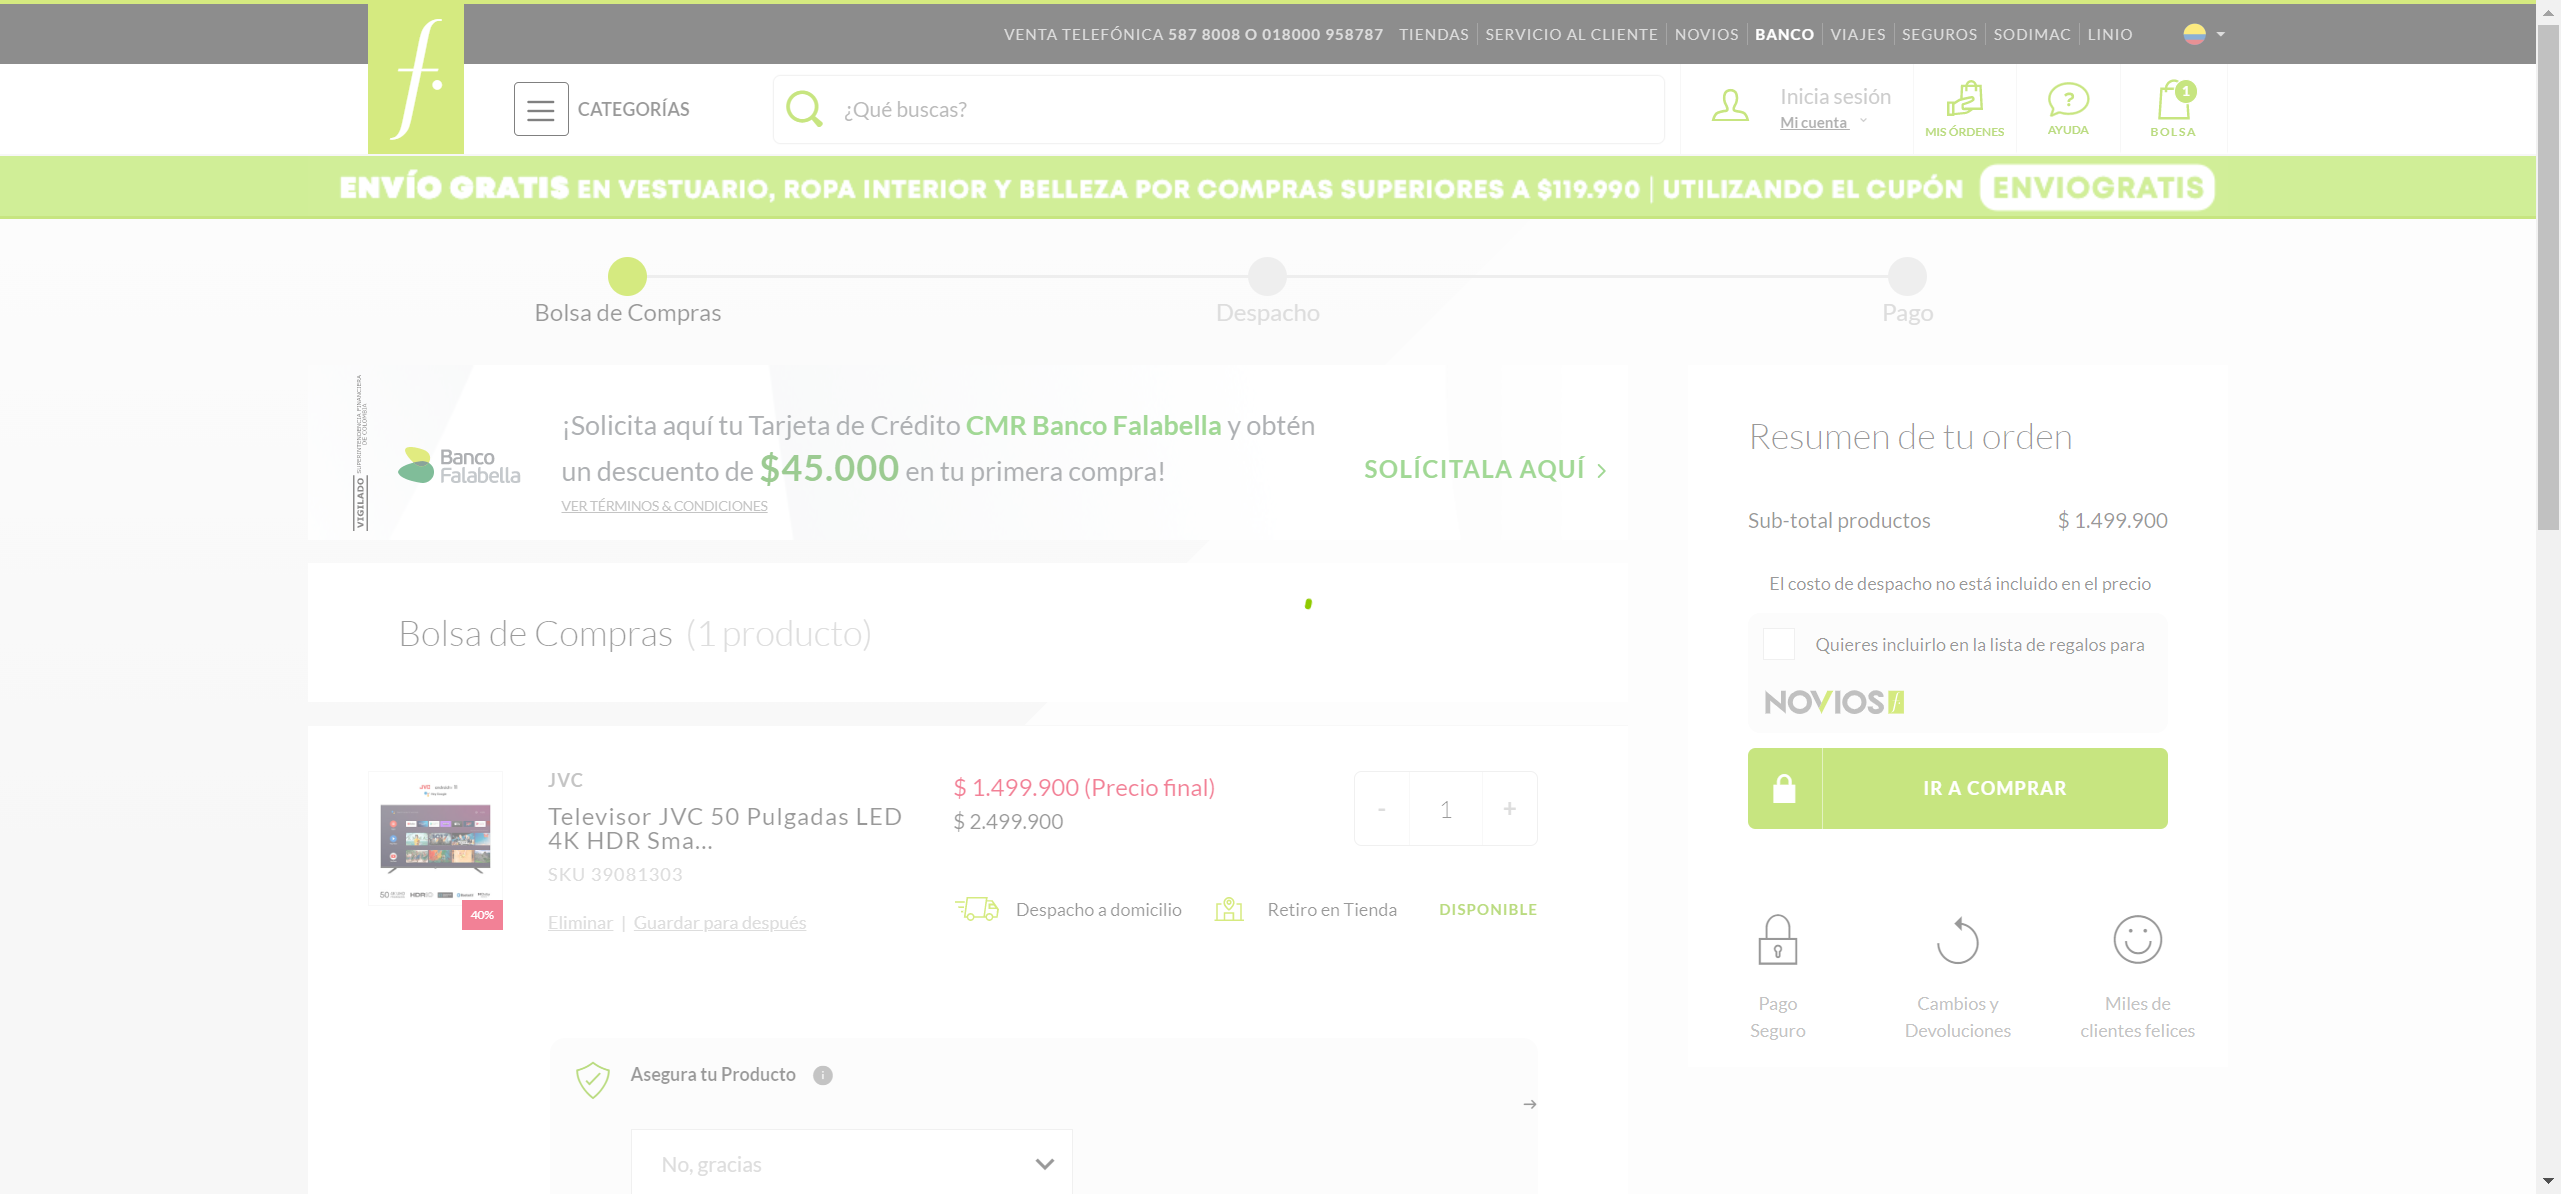 VENTA TELEFÓNICA 587 8008 O 018000 958787 TIENDAS SERVICIO AL CLIENTE NOVIOS BANCO VIAJES SEGUROS SODIMAC LINIO
f.
CATEGORÍAS
¿Qué buscas?
Inicia sesión
Mi cuenta
MIS ÓRDENES
AYUDA
1
BOLSA
ENVÍO GRATIS EN VESTUARIO, ROPA INTERIOR Y BELLEZA POR COMPRAS SUPERIORES A $119.990 | UTILIZANDO EL CUPÓN ENVIOGRATIS
Bolsa de Compras
Despacho
Pago
VIGILADO SUPERINTENDENCIA FINANCIERA
DE COLOMBIA
Banco
Falabella
¡Solicita aquí tu Tarjeta de Crédito CMR Banco Falabella y obtén
un descuento de $45.000 en tu primera compra!
VER TÉRMINOS & CONDICIONES
SOLÍCITALA AQUÍ >
Bolsa de Compras (1 producto)
JVC
Televisor JVC 50 Pulgadas LED
4K HDR Sma...
SKU 39081303
Eliminar | Guardar para después
40%
$ 1.499.900 (Precio final)
$ 2.499.900
- 1 +
Despacho a domicilio
Retiro en Tienda
DISPONIBLE
Asegura tu Producto
No, gracias
Resumen de tu orden
Sub-total productos $ 1.499.900
El costo de despacho no está incluido en el precio
Quieres incluirlo en la lista de regalos para
NOVIOS f.
IR A COMPRAR
Pago
Seguro
Cambios y
Devoluciones
Miles de
clientes felices